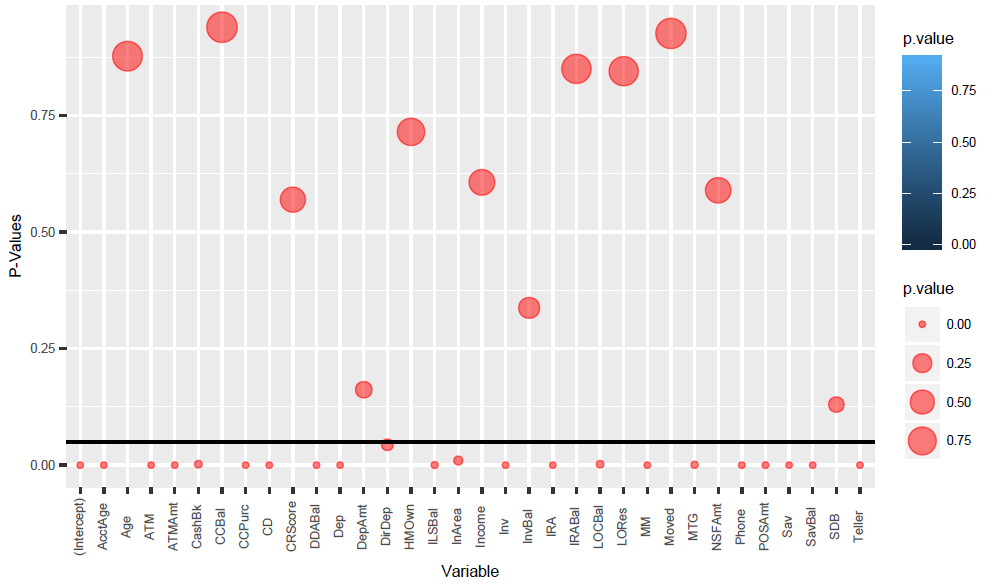 p.value
0.75
0.50
0.25
0.00
p.value
0.00
0.25
0.50
0.75
P-Values
0.75
0.50
0.25
0.00
(Intercept)
AcctAge
Age
ATM
ATMAmt
CashBk
CCBal
CCPurc
CD
CRScore
DDABal
Dep
DepAmt
DirDep
HMOwn
ILSBal
InArea
Income
Inv
InvBal
IRA
IRABal
LOCBal
LORes
MM
Moved
MTG
NSFAmt
Phone
POSAmt
Sav
SavBal
SDB
Teller
Variable